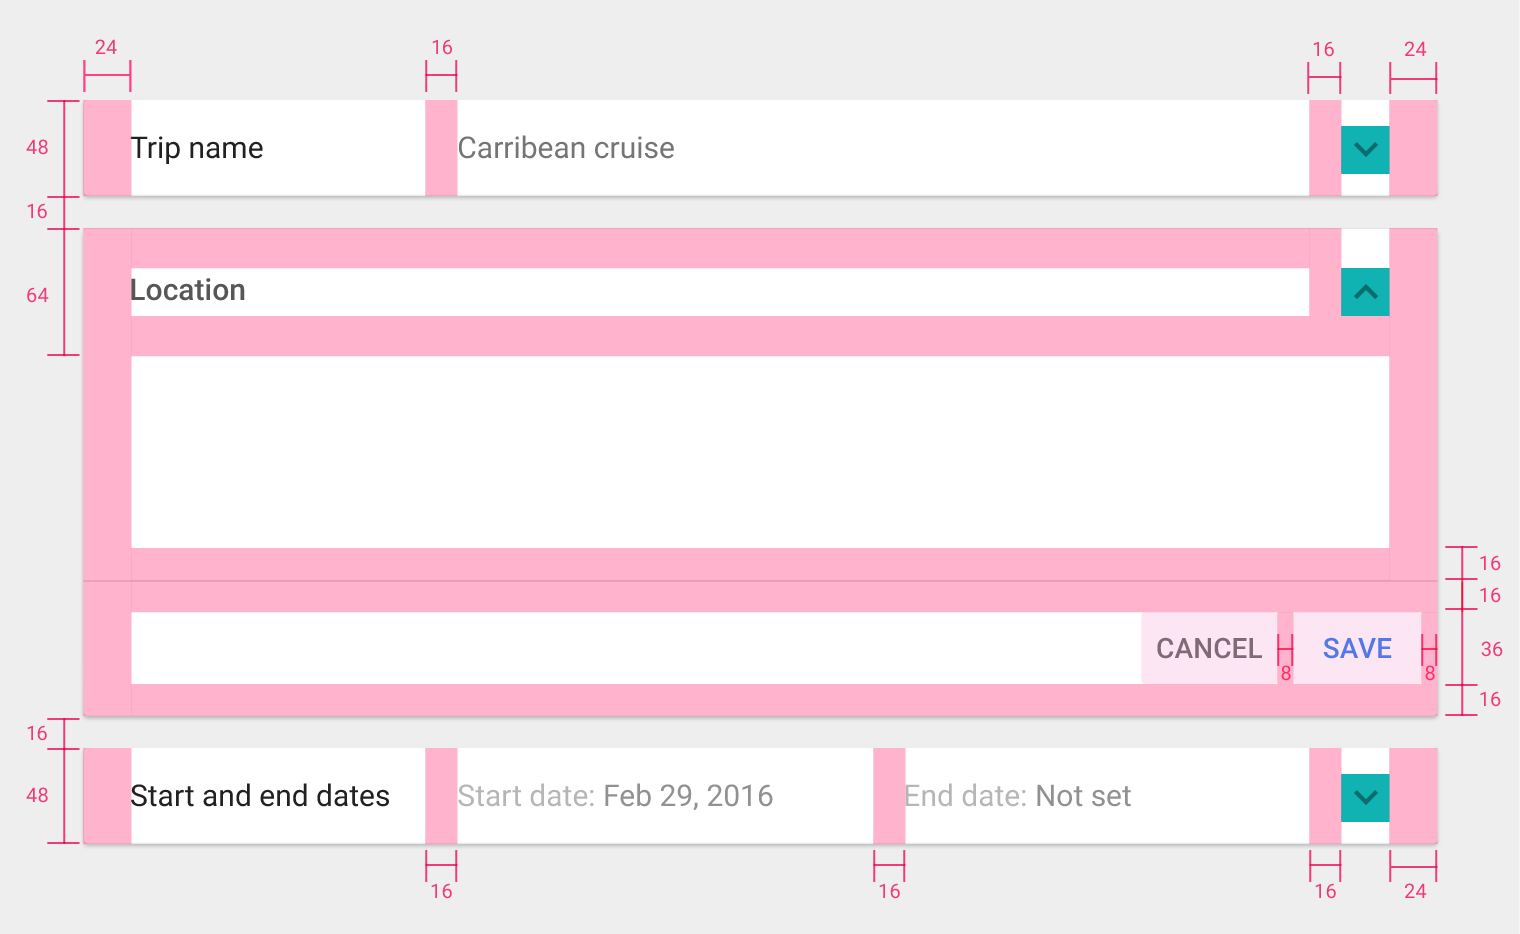 24 16 16 24
48 Trip name Carribean cruise
16
64 Location
16
16
CANCEL SAVE 36
8 8
16
16
48 Start and end dates Start date: Feb 29, 2016 End date: Not set
16 16 16 24